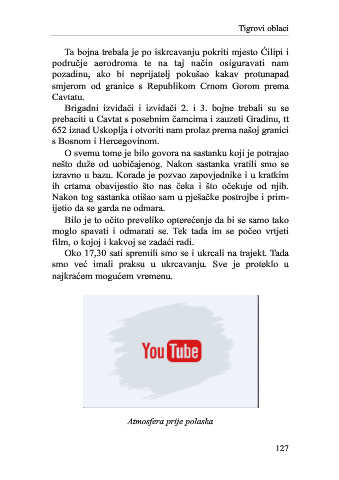 Tigrovi oblaci
Ta bojna trebala je po iskrcavanju pokriti mjesto Ćilipi i
područje aerodroma te na taj način osiguravati nam
pozadinu, ako bi neprijatelj pokušao kakav protunapad
smjerom od granice s Republikom Crnom Gorom prema
Cavtatu.
Brigadni izviđači i izviđači 2. i 3. bojne trebali su se
prebaciti u Cavtat s posebnim čamcima i zauzeti Gradinu, tt
652 iznad Uskoplja i otvoriti nam prolaz prema našoj granici
s Bosnom i Hercegovinom.
O svemu tome je bilo govora na sastanku koji je potrajao
nešto duže od uobičajenog. Nakon sastanka vratili smo se
izravno u bazu. Korade je pozvao zapovjednike i u kratkim
ih crtama obavijestio što nas čeka i što očekuje od njih.
Nakon tog sastanka otišao sam u pješačke postrojbe i prim-
ijetio da se garda ne odmara.
Bilo je to očito preveliko opterećenje da bi se samo tako
moglo spavati i odmarati se. Tek tada im se počeo vrtjeti
film, o kojoj i kakvoj se zadaći radi.
Oko 17,30 sati spremili smo se i ukrcali na trajekt. Tada
smo već imali praksu u ukrcavanju. Sve je proteklo u
najkraćem mogućem vremenu.
YouTube
Atmosfera prije polaska
127